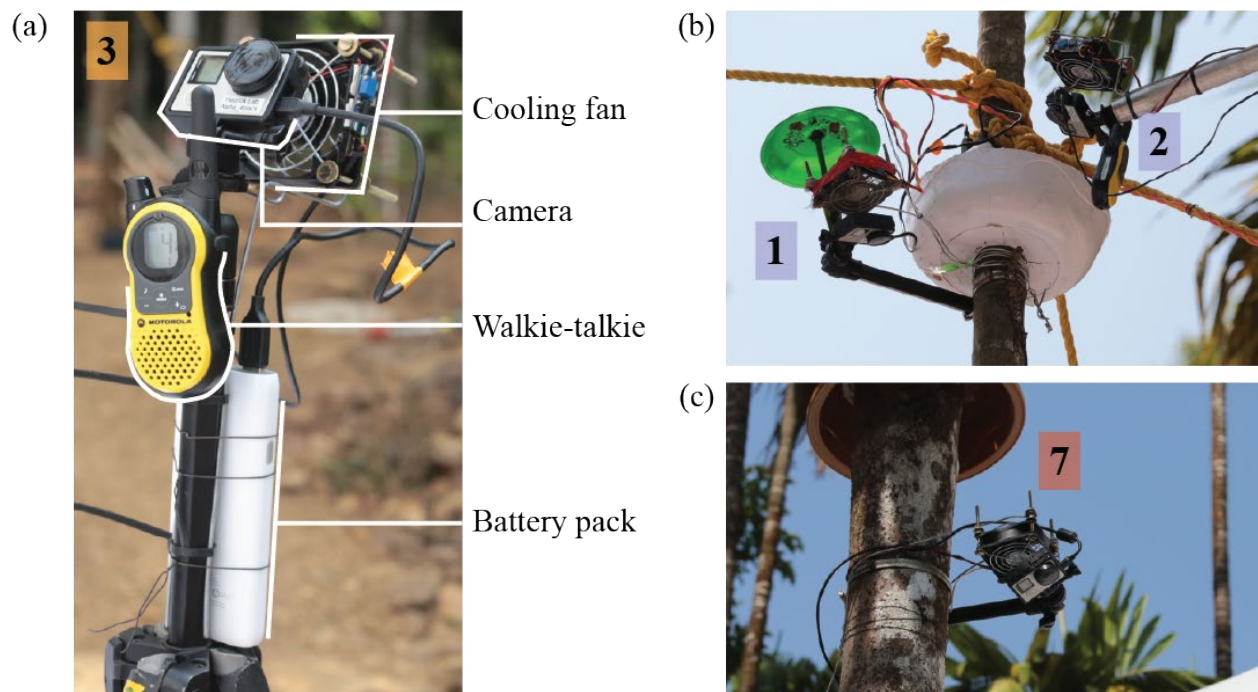 (a)
3
Cooling fan
Camera
Walkie-talkie
MOTOROLA
Battery pack
(b)
1
2
(c)
7